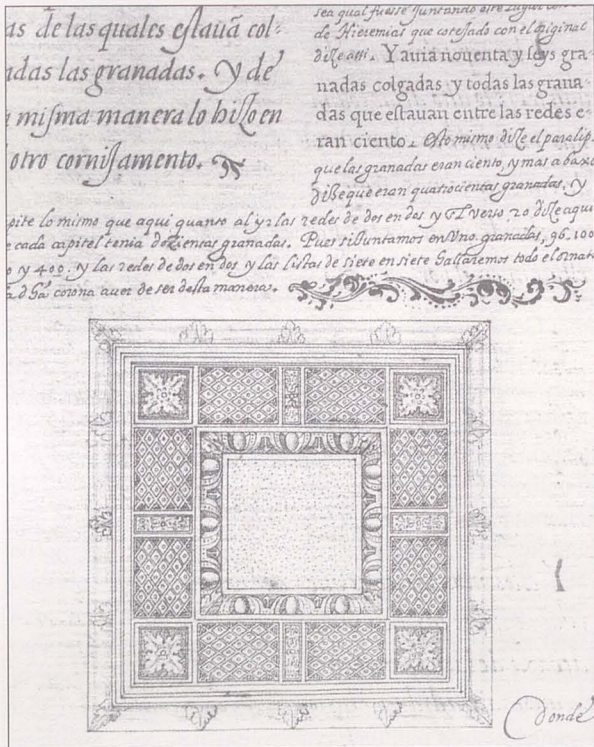 as de las quales estauā col-
adas las granadas. Y de
misma manera lo hizo en
otro cornisamento.
sea qual fuesse Juntando este Lugar con
de Hieremias que cotejado con el original
dize assi. Y auia nouenta y seys gra
nadas colgadas y todas las grana
das que estauan entre las redes e-
ran ciento. Esto mismo dize el paralip.
que las granadas eran ciento, y mas abaxo
dize que eran quatrocientas granadas, y
pite lo mismo que aqui quanto al y las redes de dos en dos y El verso 20 dize aqui
e cada capitel tenia dozientas granadas. Pues si Juntamos en Vno granadas, 96. 100
o y 400. y las redes de dos en dos y las listas de siete en siete hallaremos todo el ornato
corona auer de ser desta manera.
donde